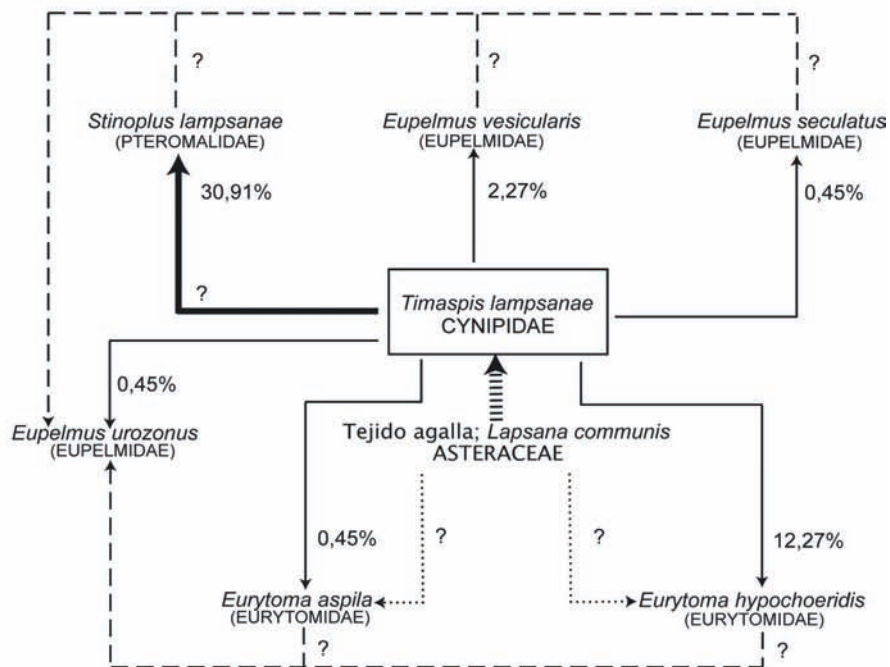 ? ? ?
Stinoplus lampsanae Eupelmus vesicularis Eupelmus seculatus
(PTEROMALIDAE) (EUPELMIDAE) (EUPELMIDAE)
30,91% 2,27% 0,45%
?
Timaspis lampsanae
CYNIPIDAE
0,45%
Eupelmus urozonus
(EUPELMIDAE)
Tejido agalla; Lapsana communis
ASTERACEAE
0,45% ? ? 12,27%
Eurytoma aspila Eurytoma hypochoeridis
(EURYTOMIDAE) (EURYTOMIDAE)
? ?